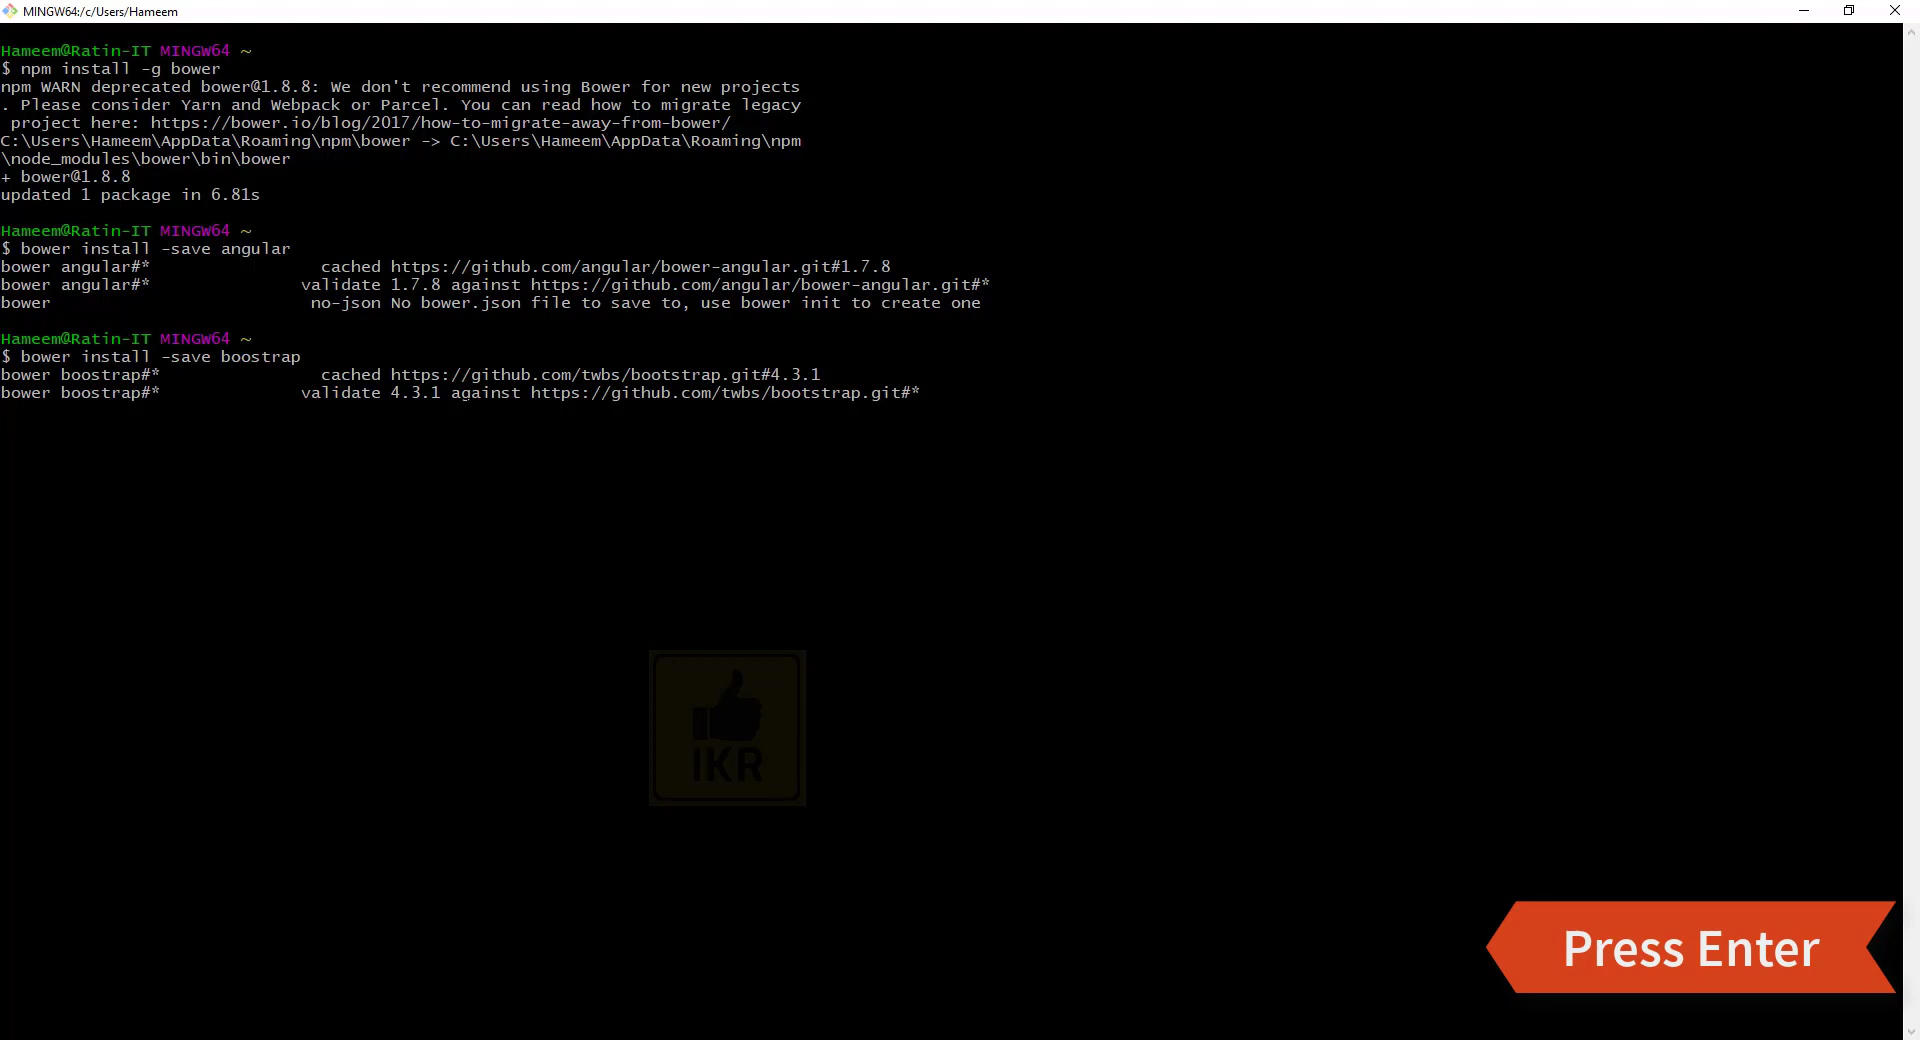 MINGW64:/c/Users/Hameem
Hameem@Ratin-IT MINGW64 ~
$ npm install -g bower
npm WARN deprecated bower@1.8.8: We don't recommend using Bower for new projects
. Please consider Yarn and Webpack or Parcel. You can read how to migrate legacy
 project here: https://bower.io/blog/2017/how-to-migrate-away-from-bower/
C:\Users\Hameem\AppData\Roaming\npm\bower -> C:\Users\Hameem\AppData\Roaming\npm
\node_modules\bower\bin\bower
+ bower@1.8.8
updated 1 package in 6.81s
Hameem@Ratin-IT MINGW64 ~
$ bower install -save angular
bower angular#*                 cached https://github.com/angular/bower-angular.git#1.7.8
bower angular#*               validate 1.7.8 against https://github.com/angular/bower-angular.git#*
bower                          no-json No bower.json file to save to, use bower init to create one
Hameem@Ratin-IT MINGW64 ~
$ bower install -save boostrap
bower boostrap#*                cached https://github.com/twbs/bootstrap.git#4.3.1
bower boostrap#*              validate 4.3.1 against https://github.com/twbs/bootstrap.git#*
IKR
Press Enter